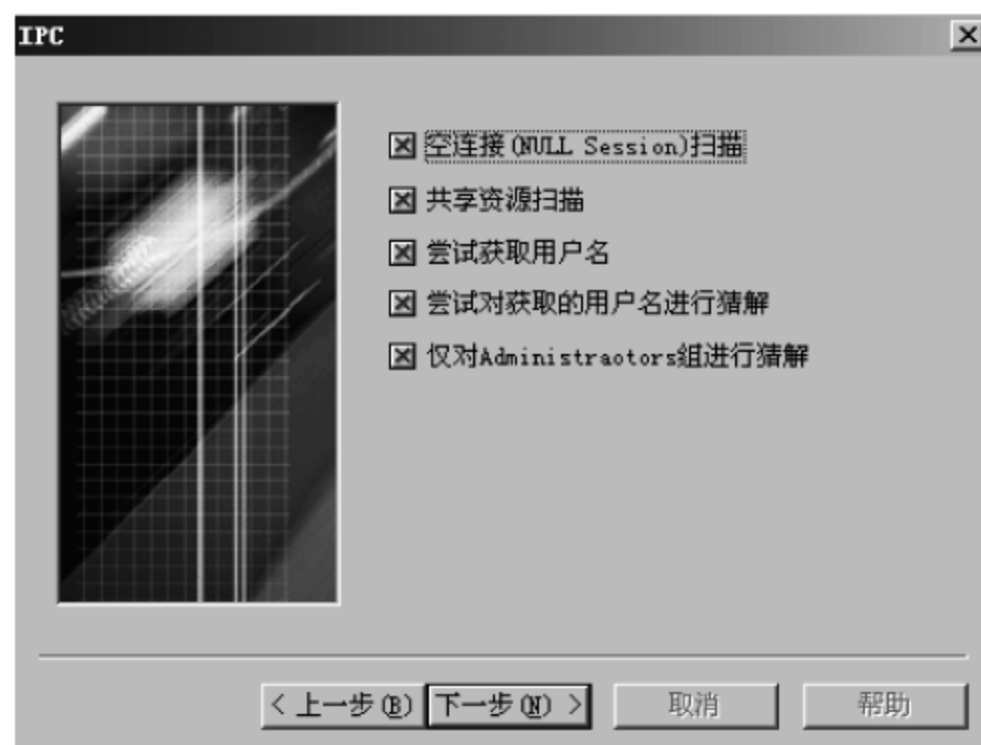 IPC
空连接(NULL Session)扫描
共享资源扫描
尝试获取用户名
尝试对获取的用户名进行猜解
仅对Administraotors组进行猜解
< 上一步(B) 下一步(N) > 取消 帮助